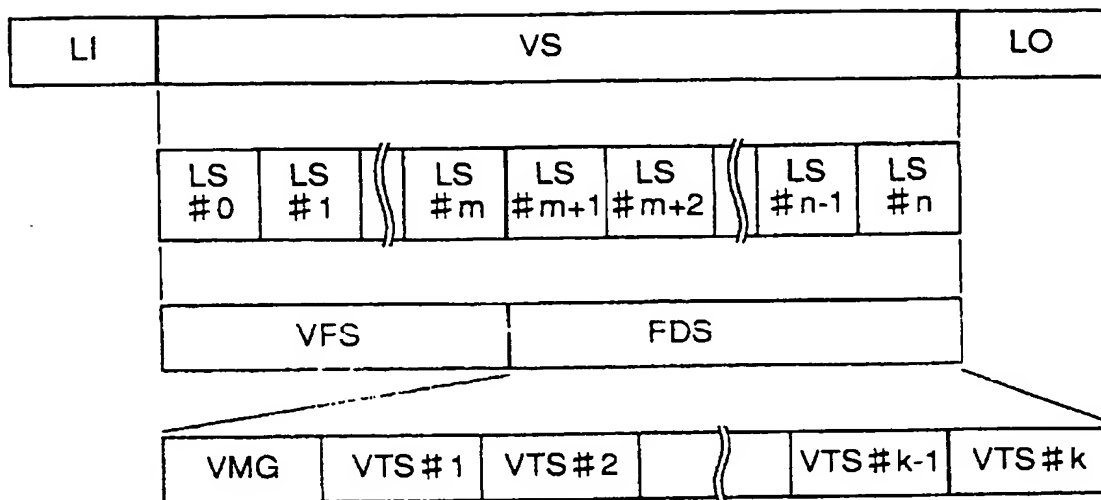 LI VS LO
LS #0 LS #1 LS #m LS #m+1 LS #m+2 LS #n-1 LS #n
VFS FDS
VMG VTS#1 VTS#2 VTS#k-1 VTS#k